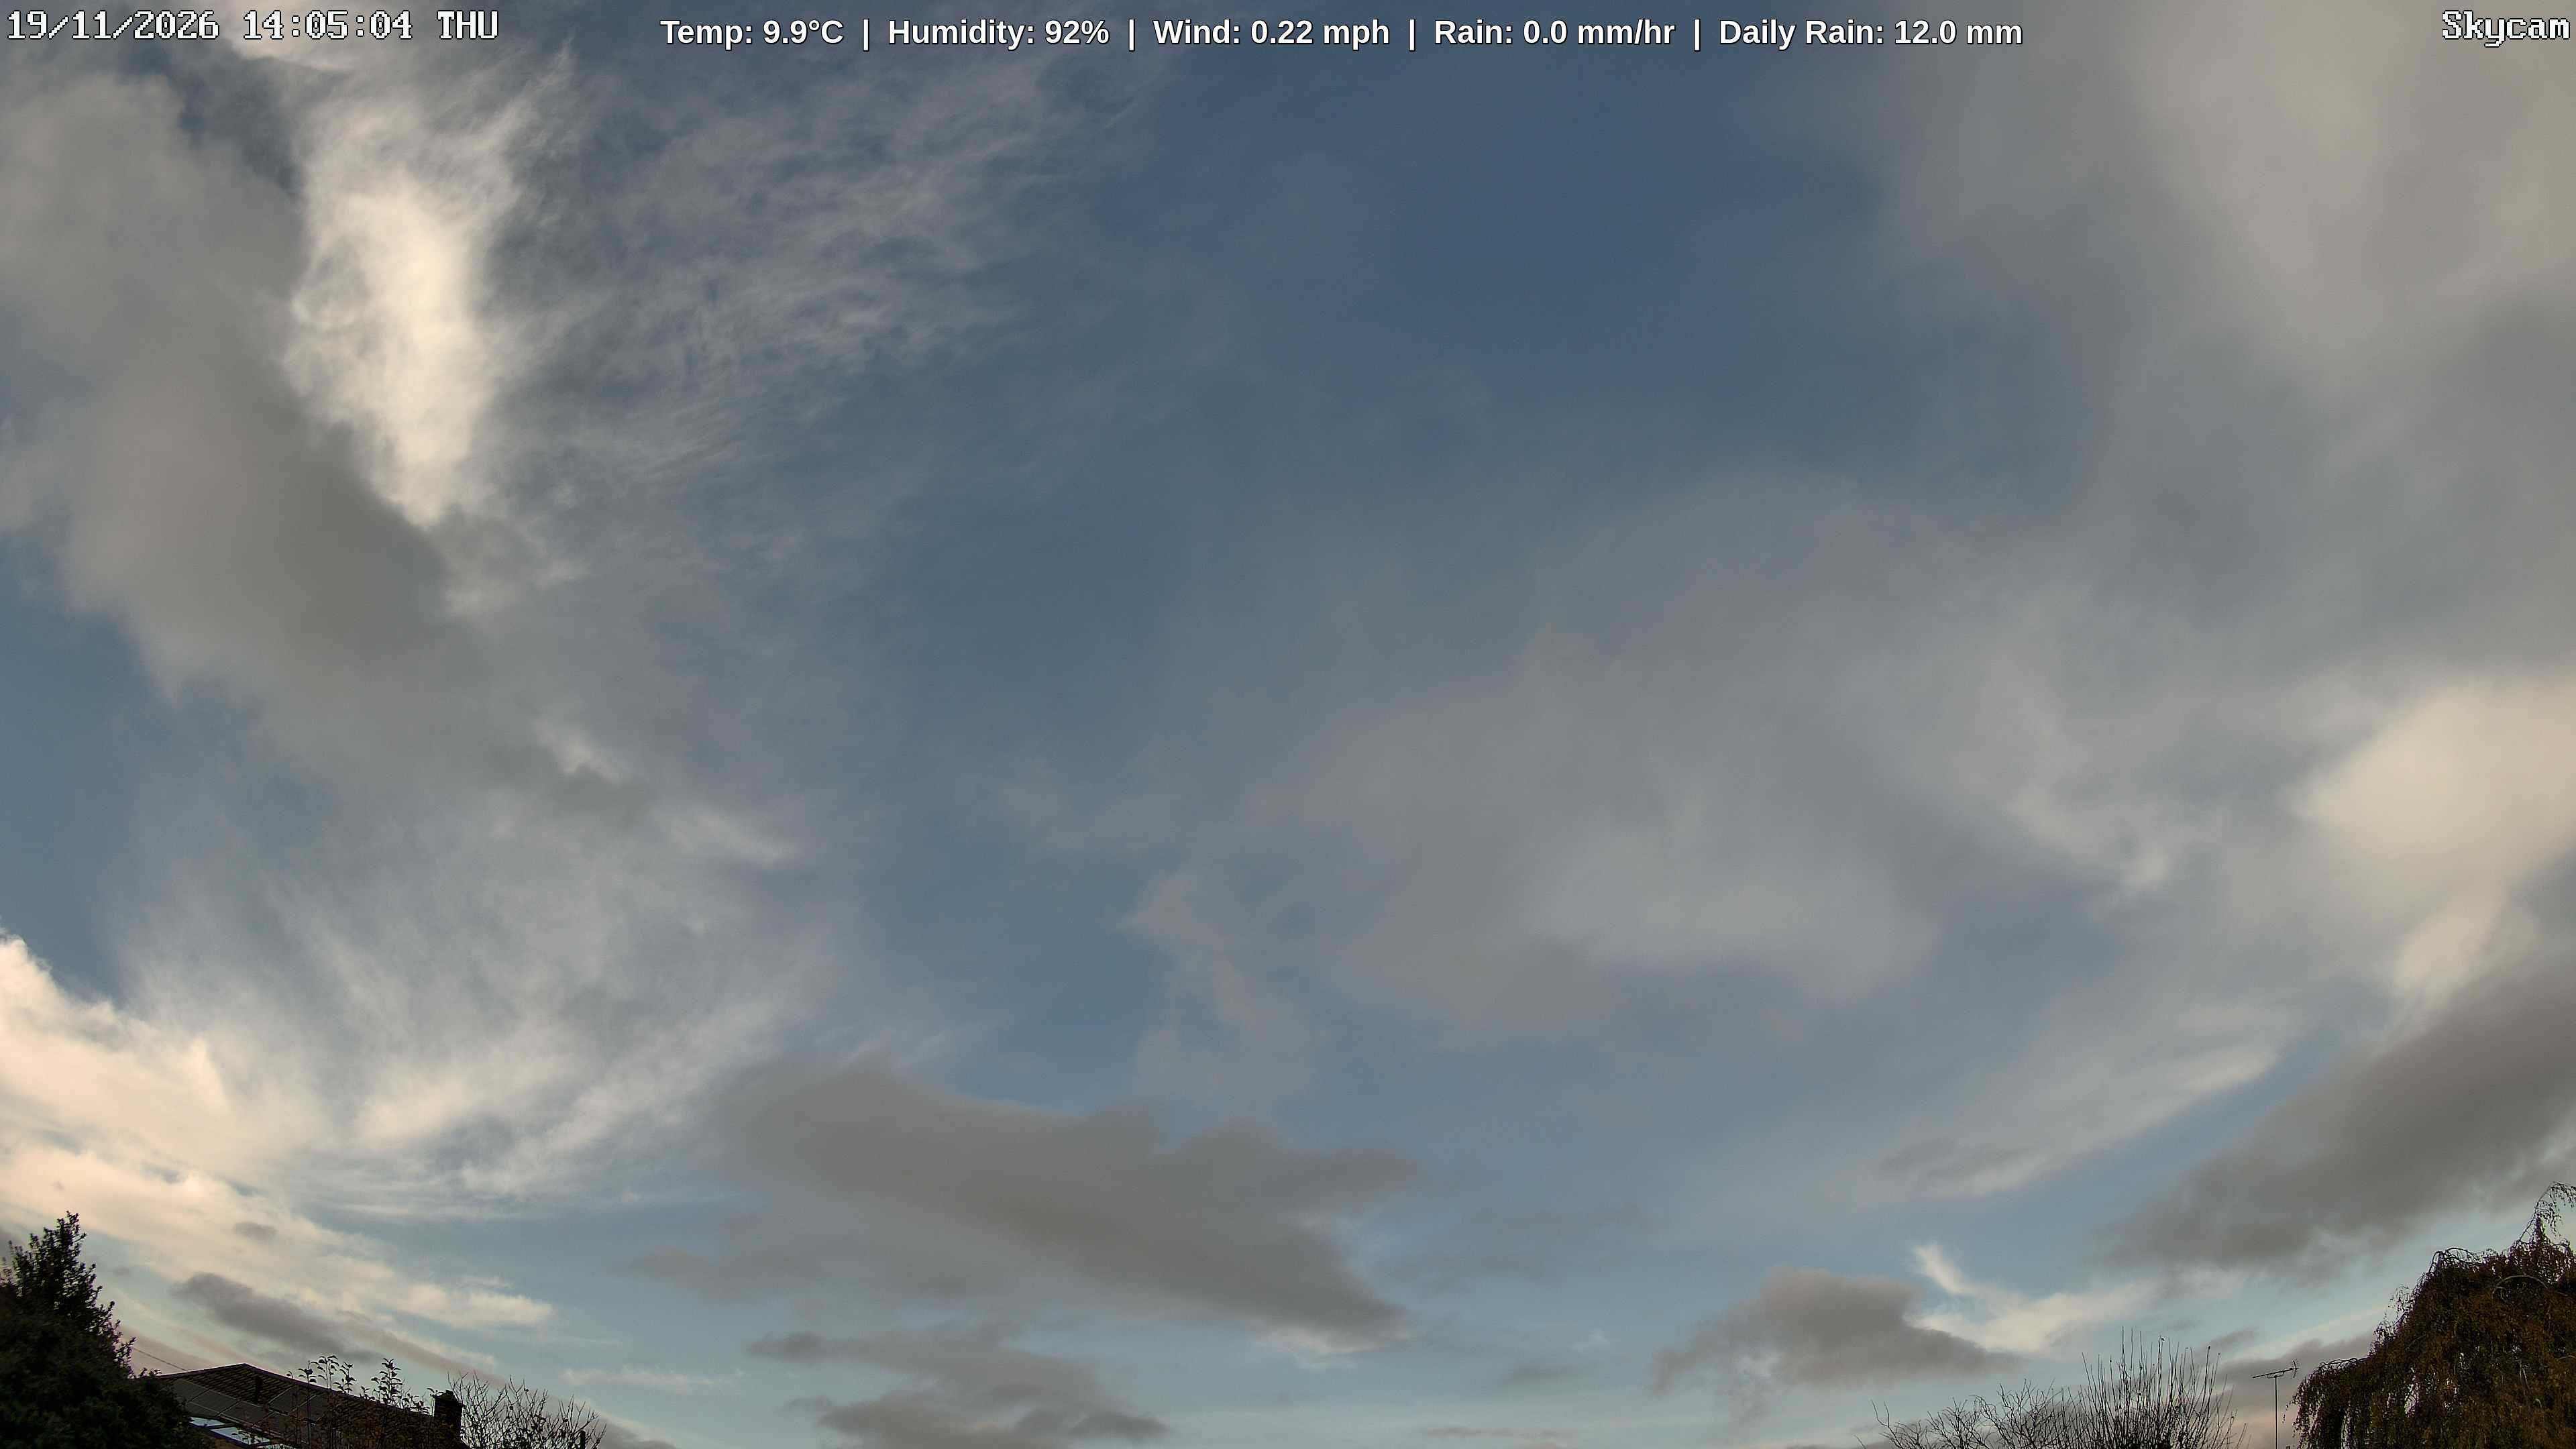 19/11/2026 14:05:04 THU
Temp: 9.9°C | Humidity: 92% | Wind: 0.22 mph | Rain: 0.0 mm/hr | Daily Rain: 12.0 mm
Skycam